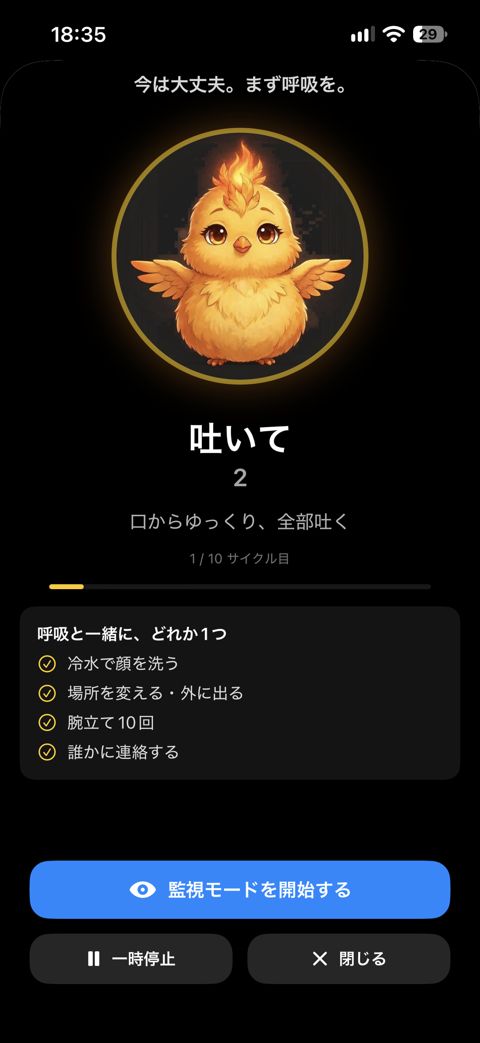 18:35
29
今は大丈夫。まず呼吸を。
吐いて
2
口からゆっくり、全部吐く
1 / 10 サイクル目
呼吸と一緒に、どれか1つ
冷水で顔を洗う
場所を変える・外に出る
腕立て10回
誰かに連絡する
監視モードを開始する
一時停止
閉じる